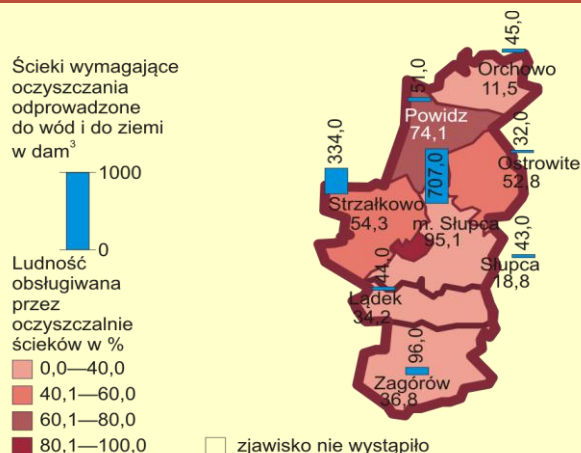 Ścieki wymagające
oczyszczania
odprowadzone
do wód i do ziemi
w dam³
1000
0
Ludność
obsługiwana
przez
oczyszczalnie
ścieków w %
0,0—40,0
40,1—60,0
60,1—80,0
80,1—100,0
zjawisko nie wystąpiło
45,0
Orchowo
11,5
51,0
Powidz
74,1
32,0
Ostrowite
52,8
334,0
Strzałkowo
54,3
707,0
m. Słupca
95,1
43,0
Słupca
18,8
44,0
Lądek
34,2
96,0
Zagórów
36,8